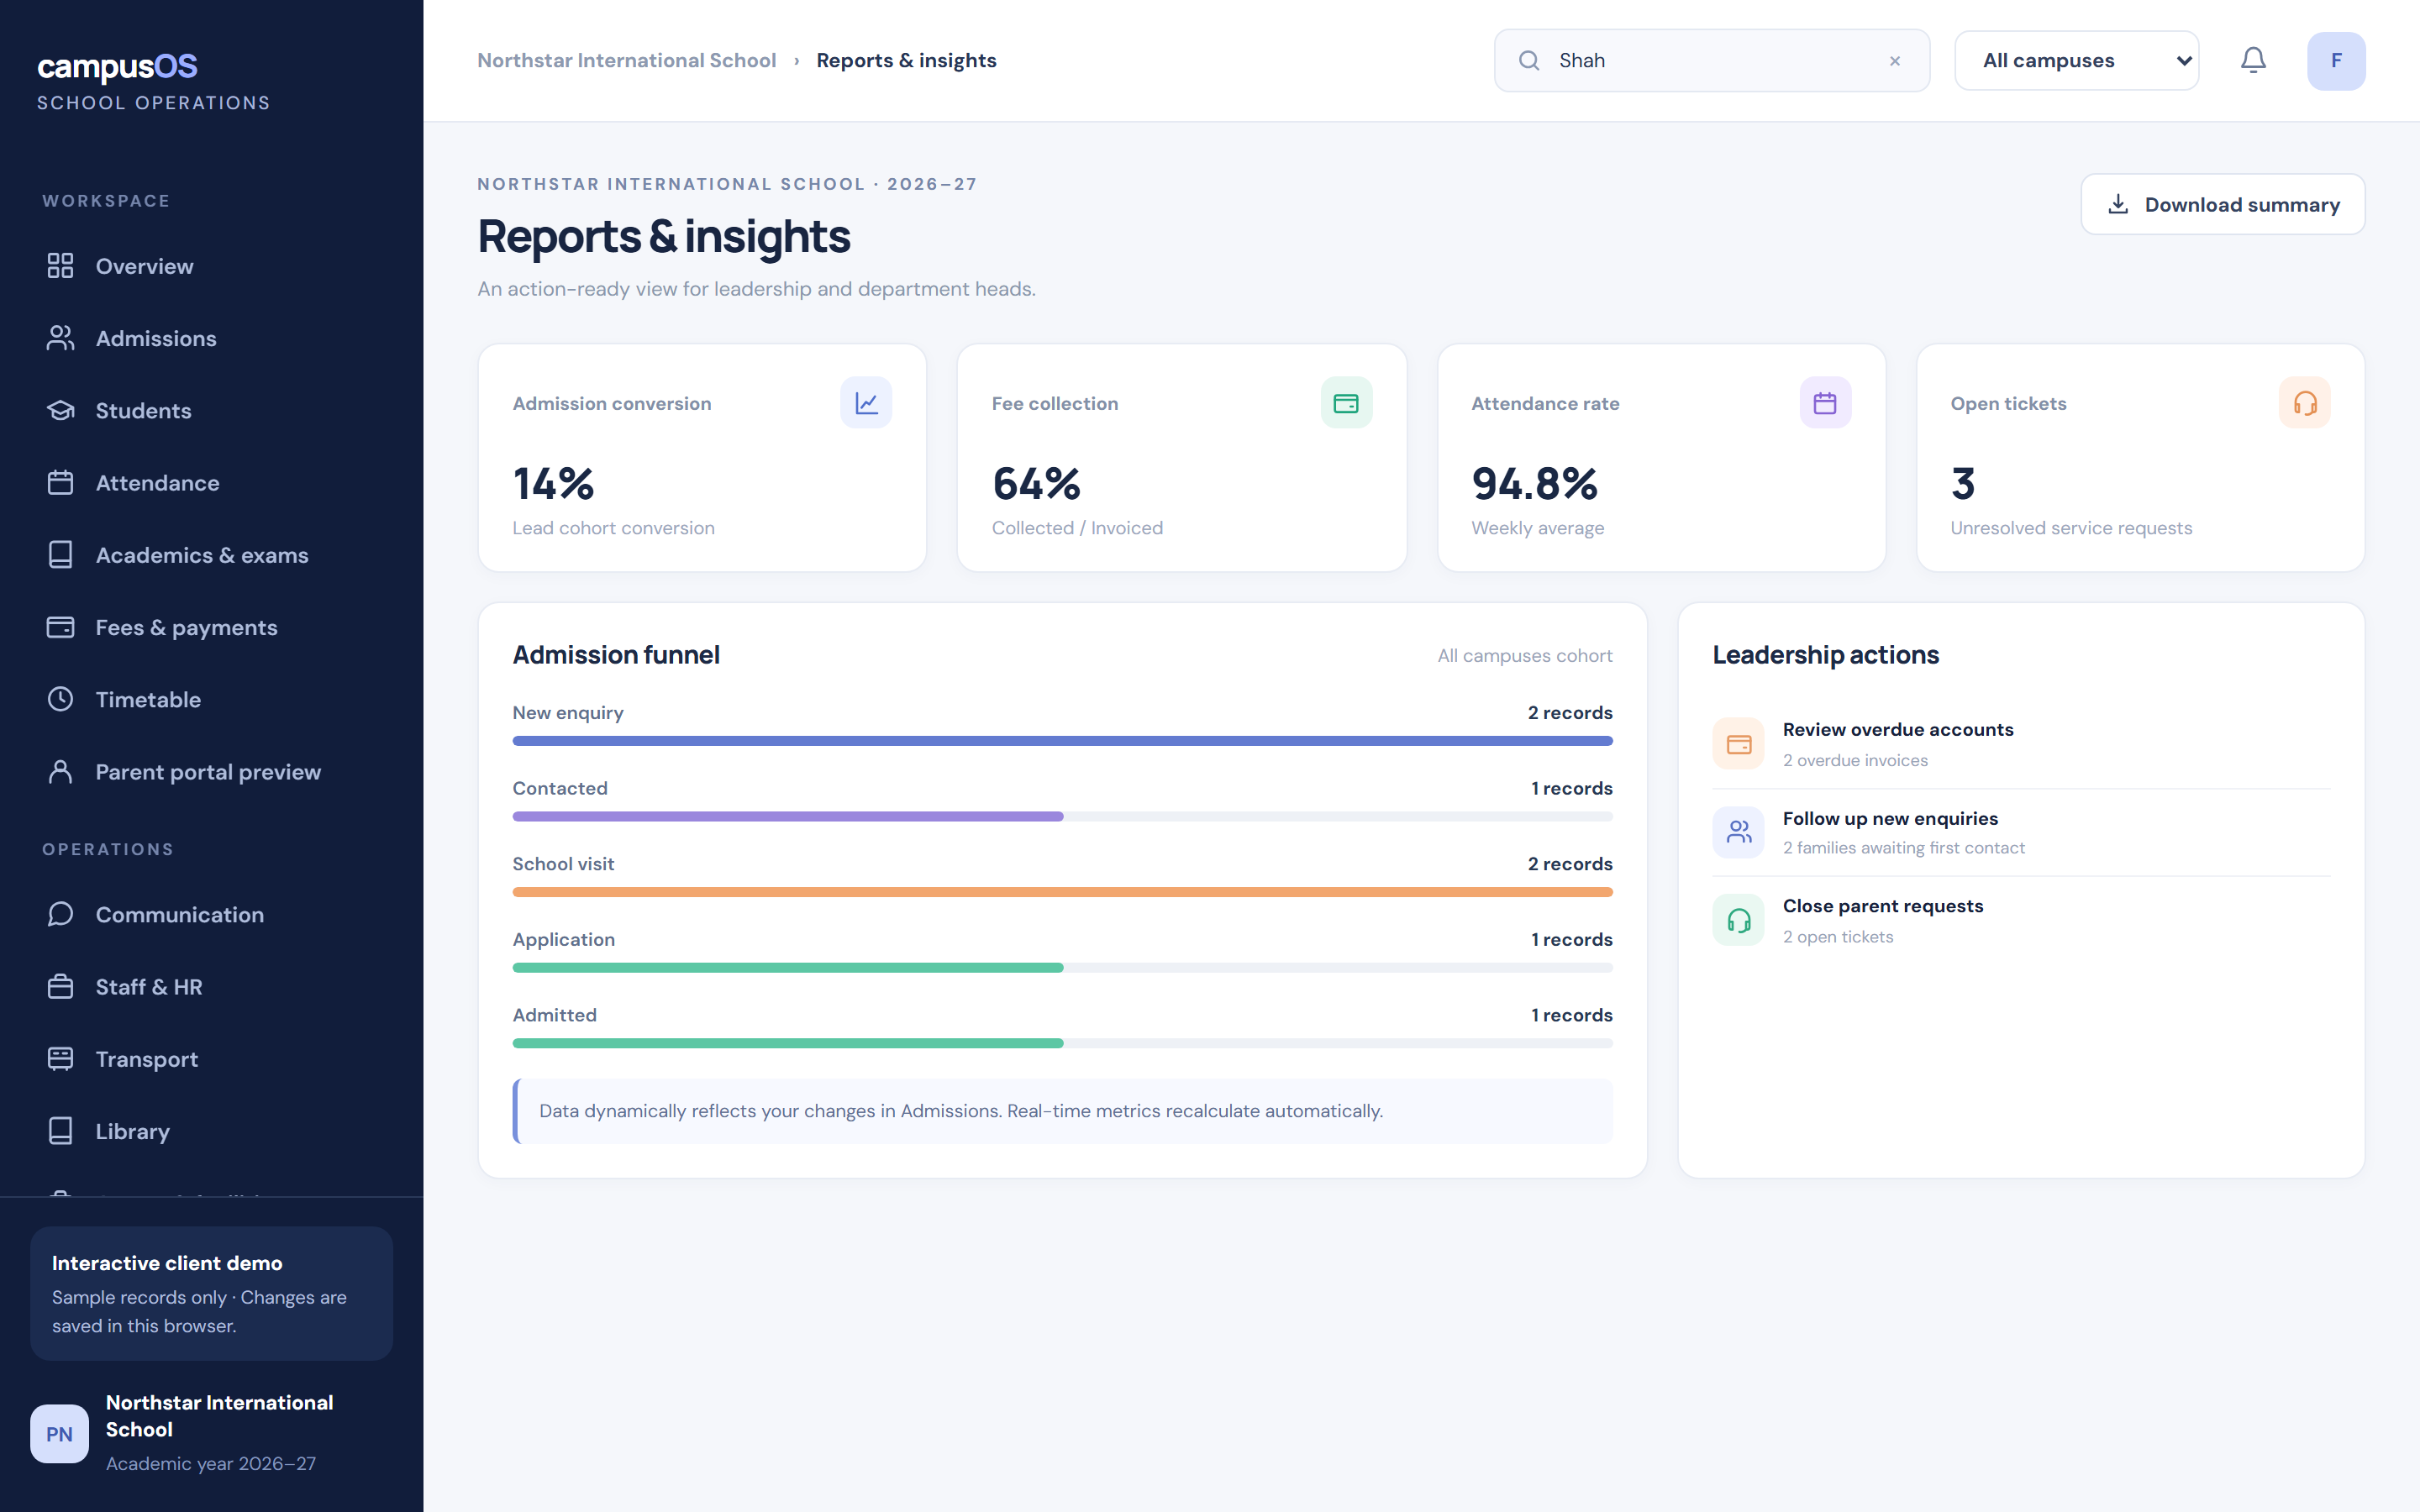 campusOS
SCHOOL OPERATIONS
WORKSPACE
Overview
Admissions
Students
Attendance
Academics & exams
Fees & payments
Timetable
Parent portal preview
OPERATIONS
Communication
Staff & HR
Transport
Library
Interactive client demo
Sample records only · Changes are
saved in this browser.
PN
Northstar International
School
Academic year 2026–27
Northstar International School › Reports & insights
Shah ×
All campuses
F
NORTHSTAR INTERNATIONAL SCHOOL · 2026–27
Reports & insights
An action-ready view for leadership and department heads.
Download summary
Admission conversion
14%
Lead cohort conversion
Fee collection
64%
Collected / Invoiced
Attendance rate
94.8%
Weekly average
Open tickets
3
Unresolved service requests
Admission funnel
All campuses cohort
New enquiry 2 records
Contacted 1 records
School visit 2 records
Application 1 records
Admitted 1 records
Data dynamically reflects your changes in Admissions. Real-time metrics recalculate automatically.
Leadership actions
Review overdue accounts
2 overdue invoices
Follow up new enquiries
2 families awaiting first contact
Close parent requests
2 open tickets